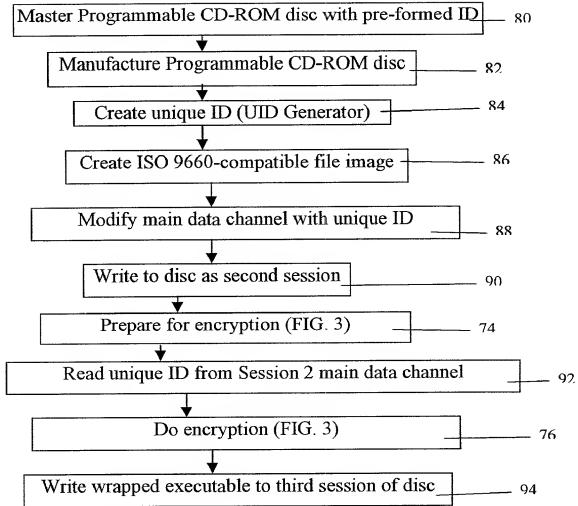 Master Programmable CD-ROM disc with pre-formed ID 80
Manufacture Programmable CD-ROM disc 82
Create unique ID (UID Generator) 84
Create ISO 9660-compatible file image 86
Modify main data channel with unique ID 88
Write to disc as second session 90
Prepare for encryption (FIG. 3) 74
Read unique ID from Session 2 main data channel 92
Do encryption (FIG. 3) 76
Write wrapped executable to third session of disc 94